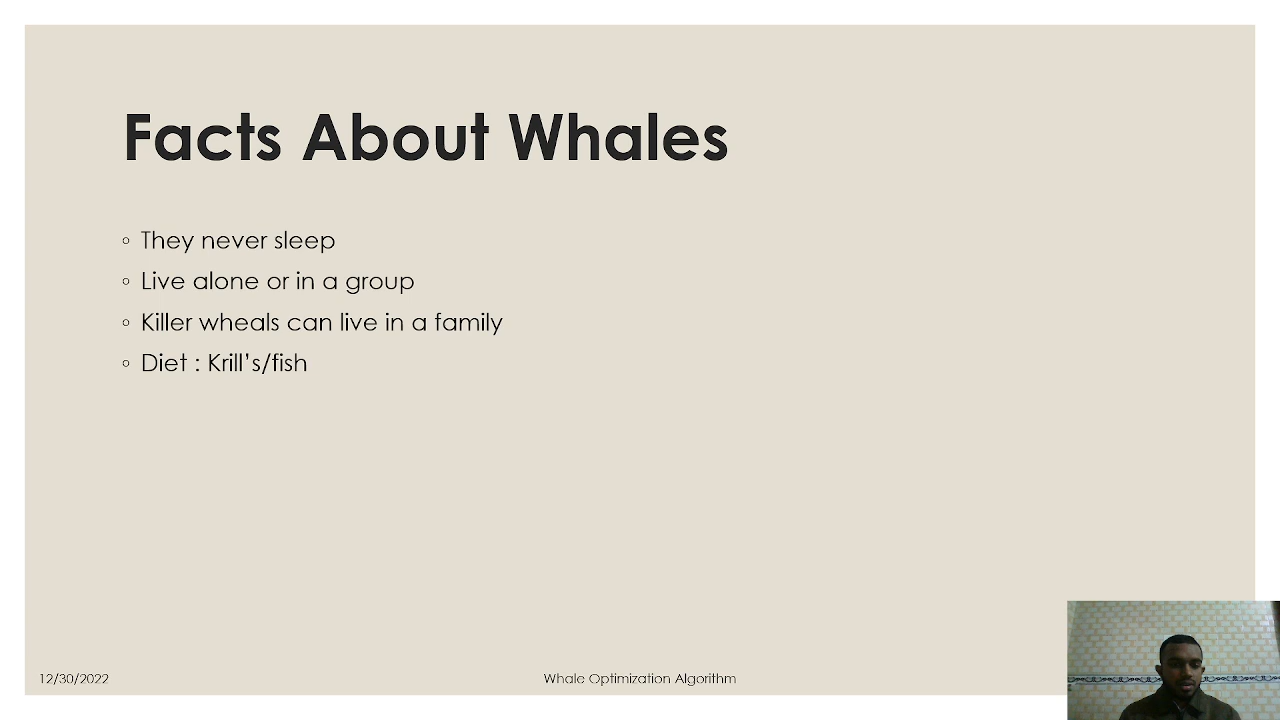 Facts About Whales
◦ They never sleep
◦ Live alone or in a group
◦ Killer wheals can live in a family
◦ Diet : Krill’s/fish
12/30/2022
Whale Optimization Algorithm